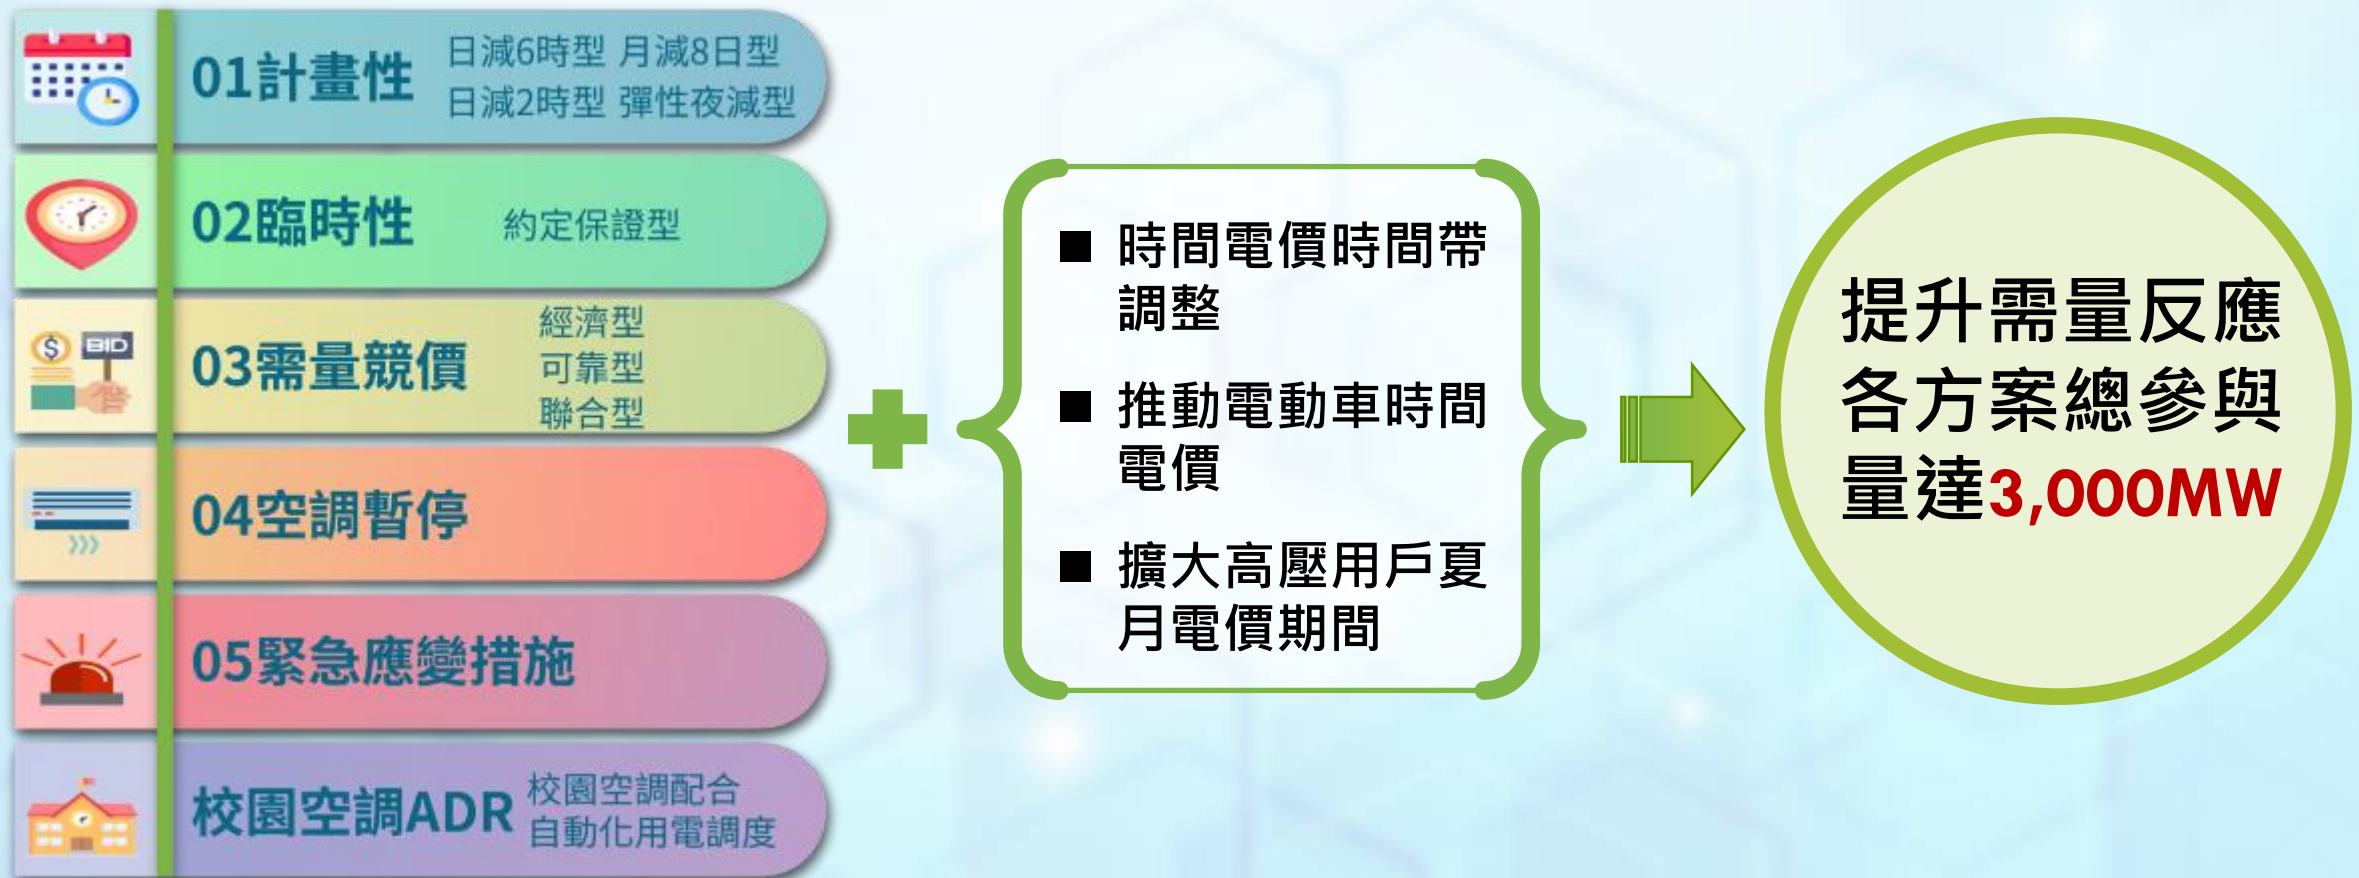 01計畫性
日減6時型 月減8日型
日減2時型 彈性夜減型
02臨時性
約定保證型
03需量競價
經濟型
可靠型
聯合型
BID
04空調暫停
05緊急應變措施
校園空調ADR
校園空調配合
自動化用電調度
■ 時間電價時間帶
調整
■ 推動電動車時間
電價
■ 擴大高壓用戶夏
月電價期間
提升需量反應
各方案總參與
量達3,000MW